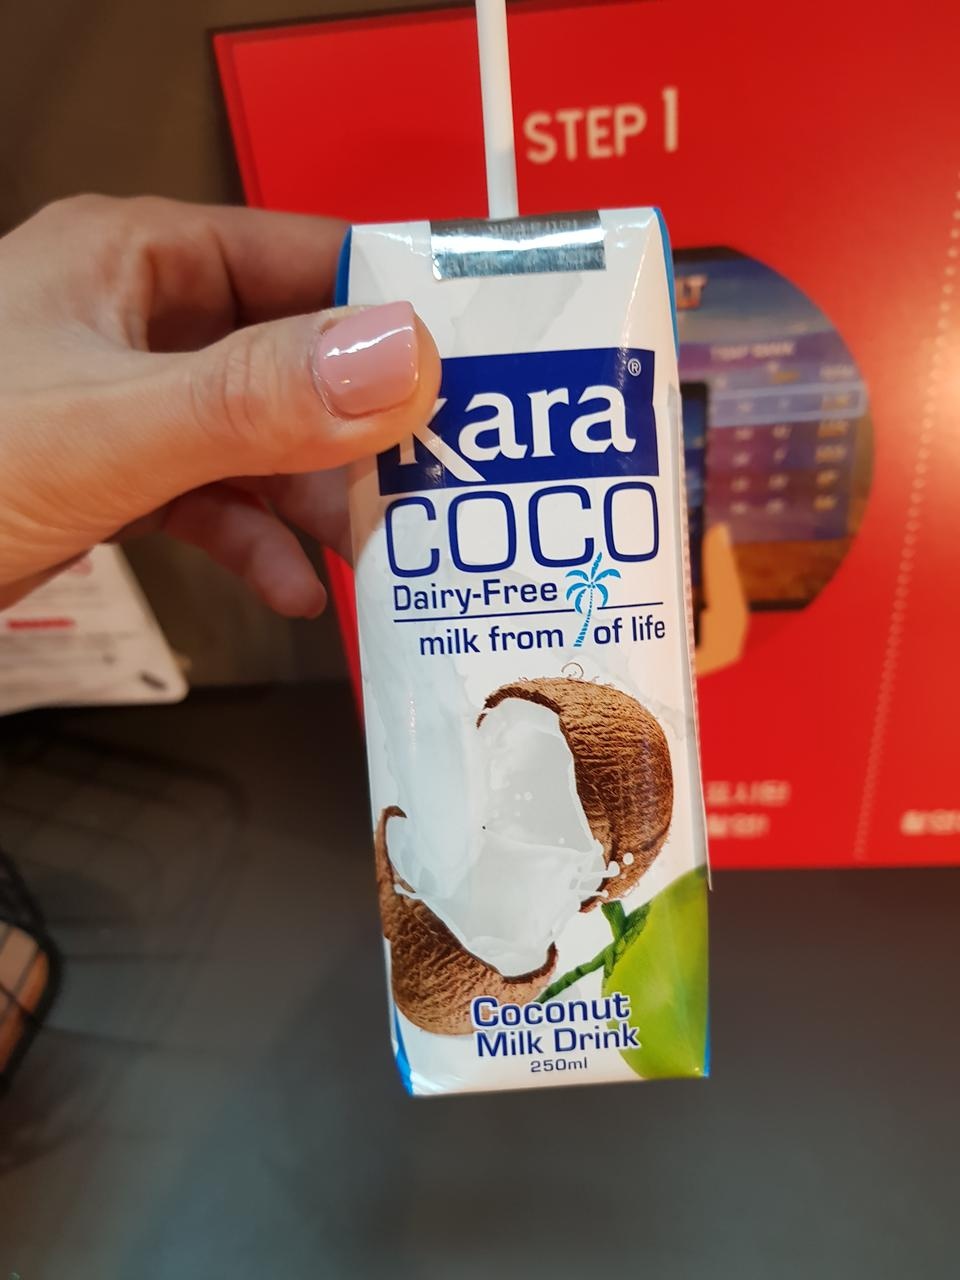 STEP 1
Kara®
COCO
Dairy-Free
milk from of life
Coconut
Milk Drink
250ml